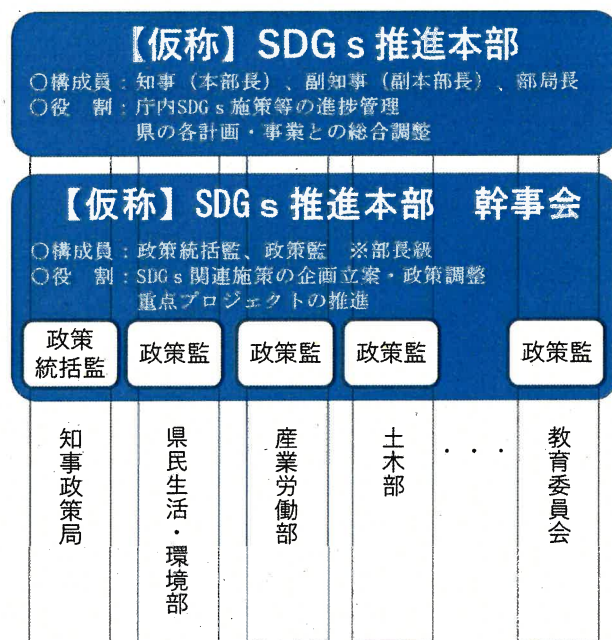 【仮称】SDGs推進本部
○構成員：知事（本部長）、副知事（副本部長）、部局長
○役　割：庁内SDGs施策等の進捗管理
県の各計画・事業との総合調整
【仮称】SDGs推進本部　幹事会
○構成員：政策統括監、政策監　※部長級
○役　割：SDGs関連施策の企画立案・政策調整
重点プロジェクトの推進
政策
統括監
政策監
政策監
政策監
政策監
知事政策局
県民生活・環境部
産業労働部
土木部
・・・
教育委員会